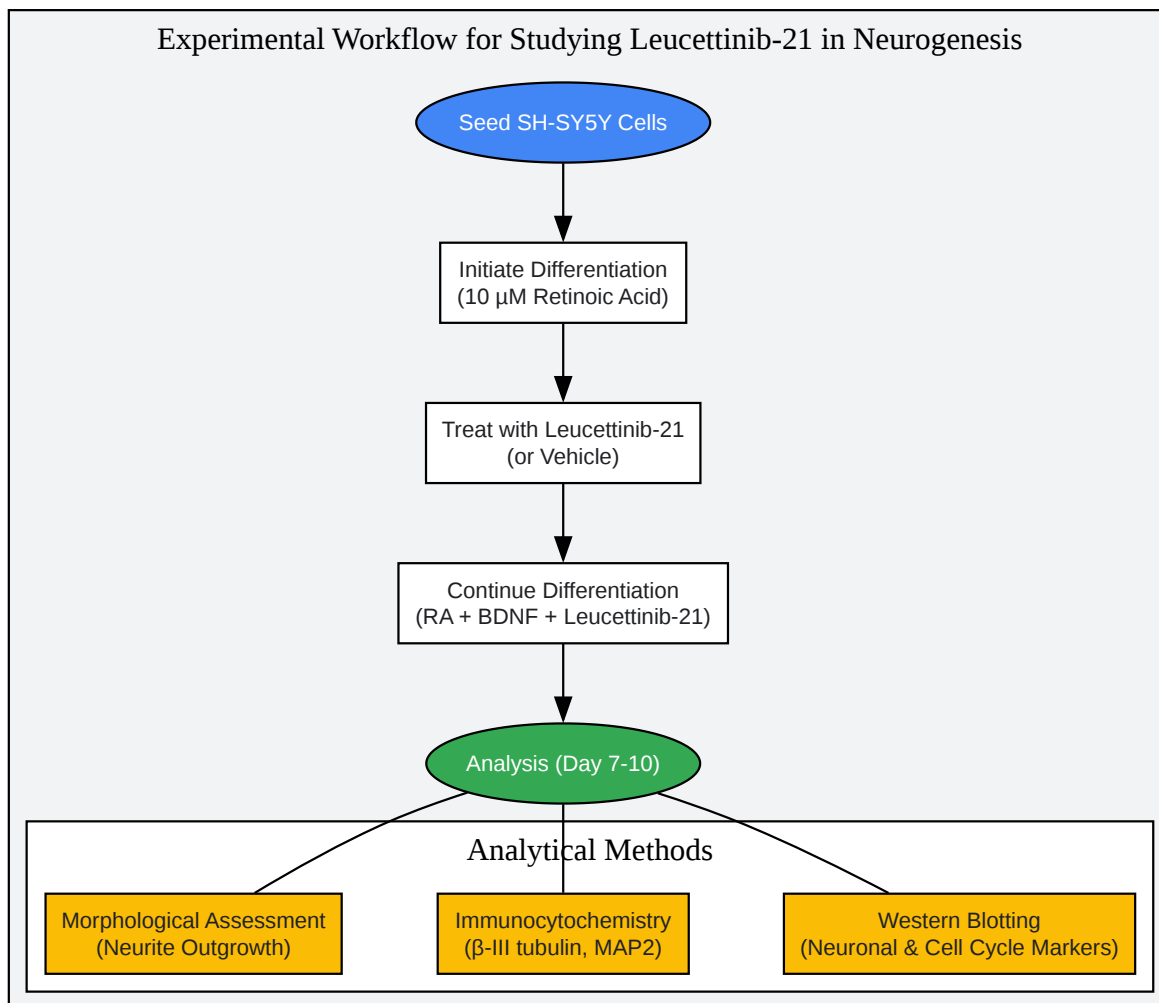 Experimental Workflow for Studying Leucettinib-21 in Neurogenesis
Seed SH-SY5Y Cells
Initiate Differentiation
(10 µM Retinoic Acid)
Treat with Leucettinib-21
(or Vehicle)
Continue Differentiation
(RA + BDNF + Leucettinib-21)
Analysis (Day 7-10)
Analytical Methods
Morphological Assessment
(Neurite Outgrowth)
Immunocytochemistry
(β-III tubulin, MAP2)
Western Blotting
(Neuronal & Cell Cycle Markers)